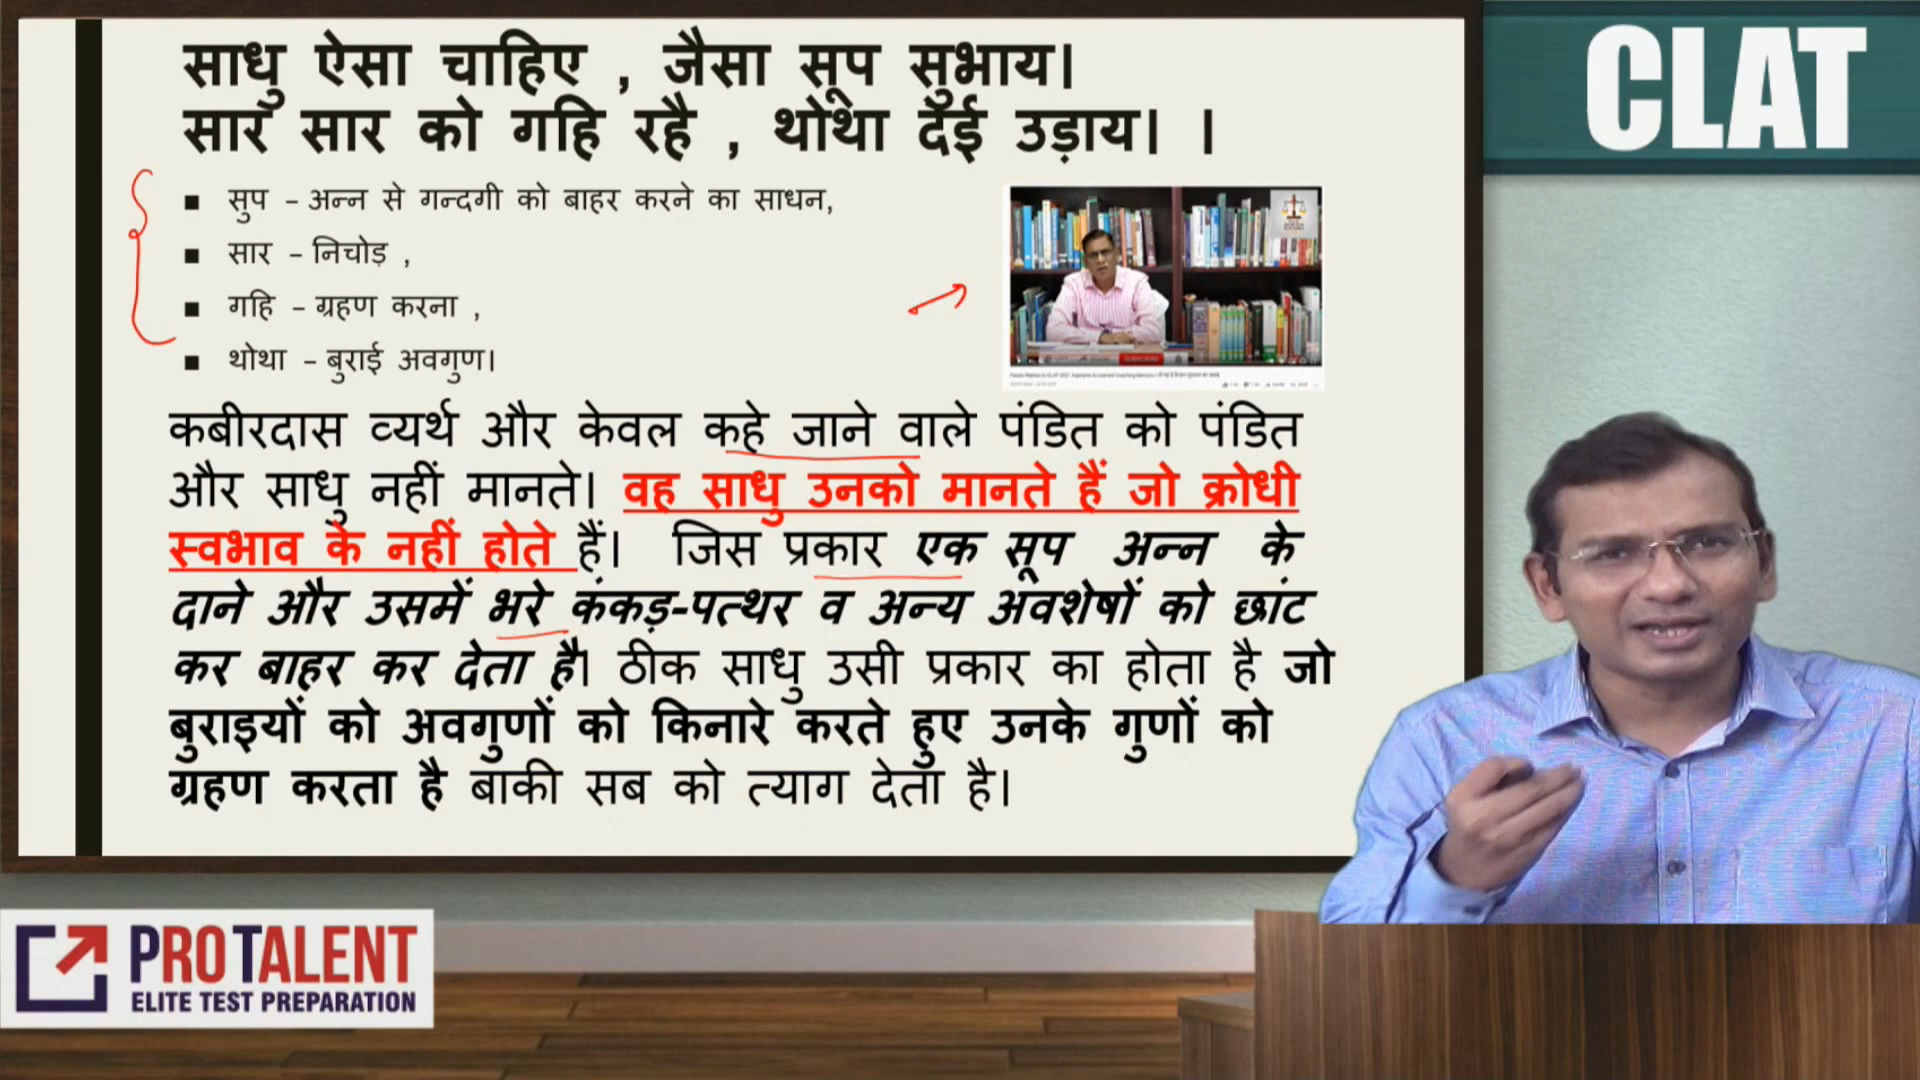 साधु ऐसा चाहिए , जैसा सूप सुभाय।
सार सार को गहि रहै , थोथा देई उड़ाय। ।
■ सुप – अन्न से गन्दगी को बाहर करने का साधन,
■ सार – निचोड़ ,
■ गहि – ग्रहण करना ,
■ थोथा – बुराई अवगुण।
कबीरदास व्यर्थ और केवल कहे जाने वाले पंडित को पंडित
और साधु नहीं मानते। वह साधु उनको मानते हैं जो क्रोधी
स्वभाव के नहीं होते हैं। जिस प्रकार एक सूप अन्न के
दाने और उसमें भरे कंकड़-पत्थर व अन्य अवशेषों को छांट
कर बाहर कर देता है। ठीक साधु उसी प्रकार का होता है जो
बुराइयों को अवगुणों को किनारे करते हुए उनके गुणों को
ग्रहण करता है बाकी सब को त्याग देता है।
CLAT
PROTALENT
ELITE TEST PREPARATION
SUBSCRIBE